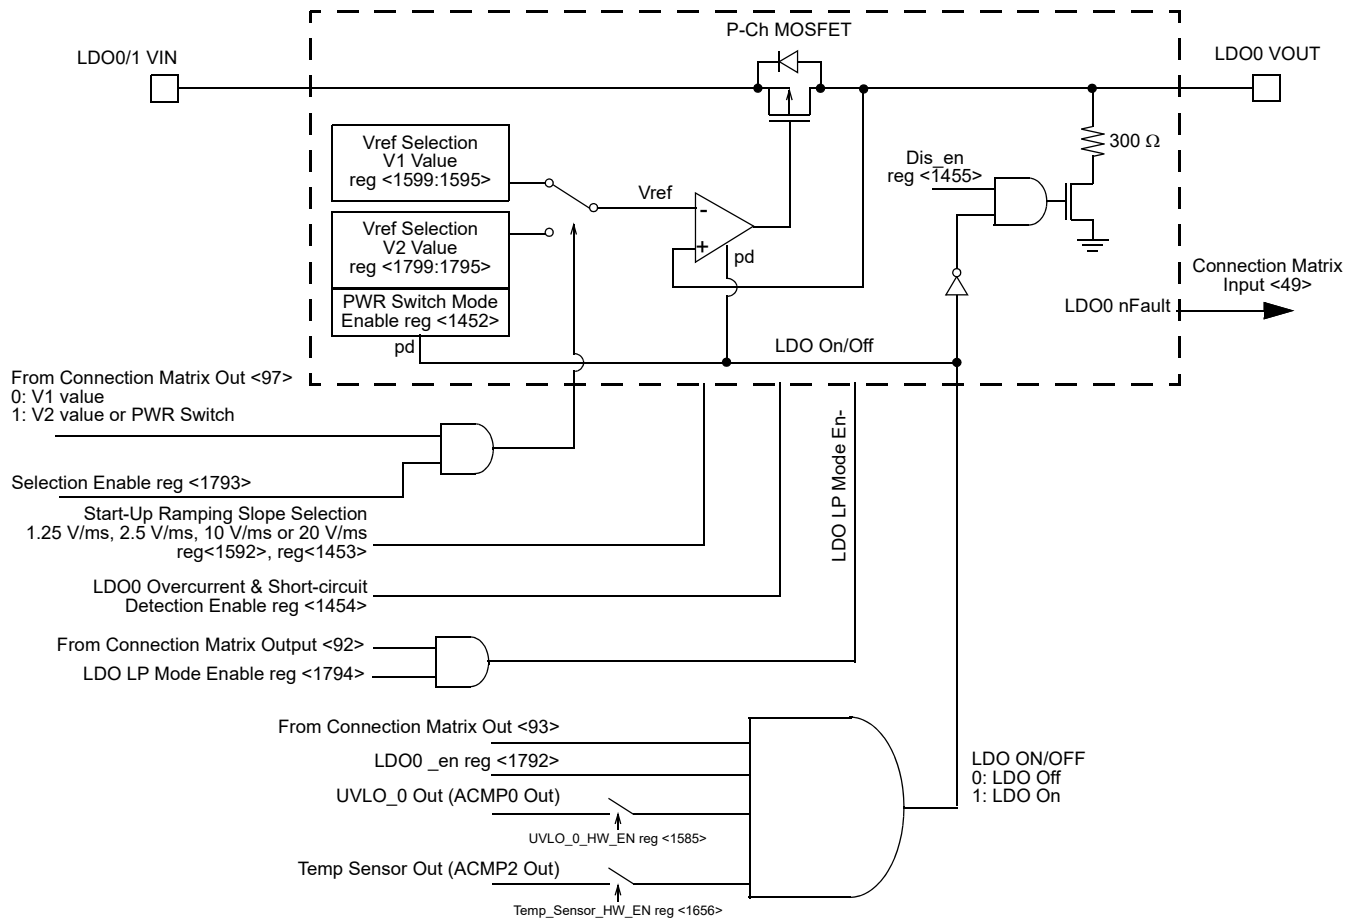 P-Ch MOSFET
LDO0/1 VIN
LDO0 VOUT
Vref Selection
V1 Value
reg <1599:1595>
300 Ω
Dis_en
reg <1455>
Vref
-
+
pd
Vref Selection
V2 Value
reg <1799:1795>
PWR Switch Mode
Enable reg <1452>
pd
Connection Matrix
Input <49>
LDO0 nFault
LDO On/Off
From Connection Matrix Out <97>
0: V1 value
1: V2 value or PWR Switch
Selection Enable reg <1793>
LDO LP Mode En-
Start-Up Ramping Slope Selection
1.25 V/ms, 2.5 V/ms, 10 V/ms or 20 V/ms
reg<1592>, reg<1453>
LDO0 Overcurrent & Short-circuit
Detection Enable reg <1454>
From Connection Matrix Output <92>
LDO LP Mode Enable reg <1794>
From Connection Matrix Out <93>
LDO0 _en reg <1792>
UVLO_0 Out (ACMP0 Out)
UVLO_0_HW_EN reg <1585>
Temp Sensor Out (ACMP2 Out)
Temp_Sensor_HW_EN reg <1656>
LDO ON/OFF
0: LDO Off
1: LDO On